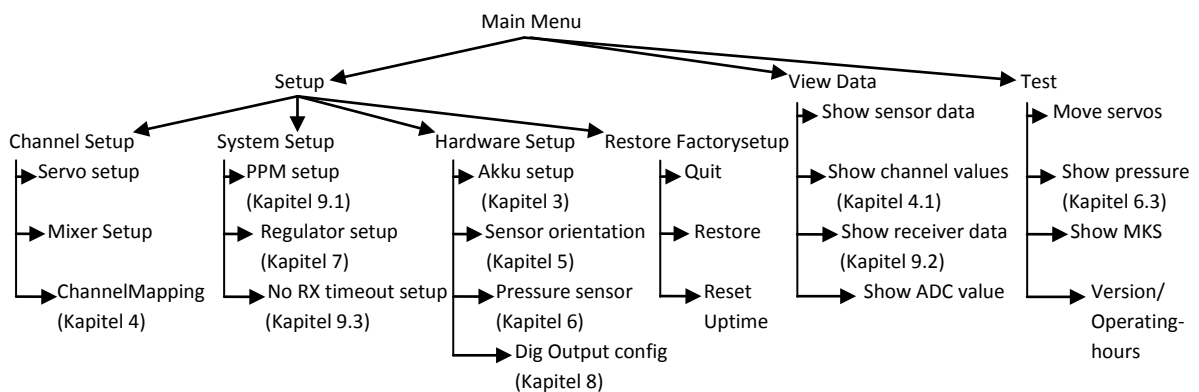 Main Menu
Setup
View Data
Test
Channel Setup
Servo setup
Mixer Setup
ChannelMapping
(Kapitel 4)
System Setup
PPM setup
(Kapitel 9.1)
Regulator setup
(Kapitel 7)
No RX timeout setup
(Kapitel 9.3)
Hardware Setup
Akku setup
(Kapitel 3)
Sensor orientation
(Kapitel 5)
Pressure sensor
(Kapitel 6)
Dig Output config
(Kapitel 8)
Restore Factorysetup
Quit
Restore
Reset
Uptime
Show sensor data
Show channel values
(Kapitel 4.1)
Show receiver data
(Kapitel 9.2)
Show ADC value
Move servos
Show pressure
(Kapitel 6.3)
Show MKS
Version/
Operating-
hours